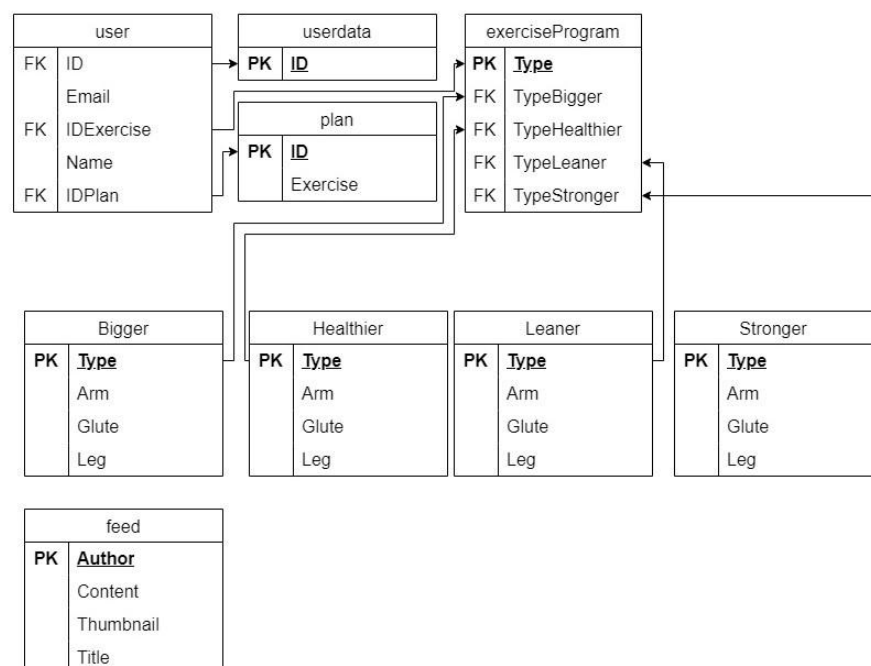 user
FK ID
Email
FK IDExercise
Name
FK IDPlan
userdata
PK ID
plan
PK ID
Exercise
exerciseProgram
PK Type
FK TypeBigger
FK TypeHealthier
FK TypeLeaner
FK TypeStronger
Bigger
PK Type
Arm
Glute
Leg
Healthier
PK Type
Arm
Glute
Leg
Leaner
PK Type
Arm
Glute
Leg
Stronger
PK Type
Arm
Glute
Leg
feed
PK Author
Content
Thumbnail
Title